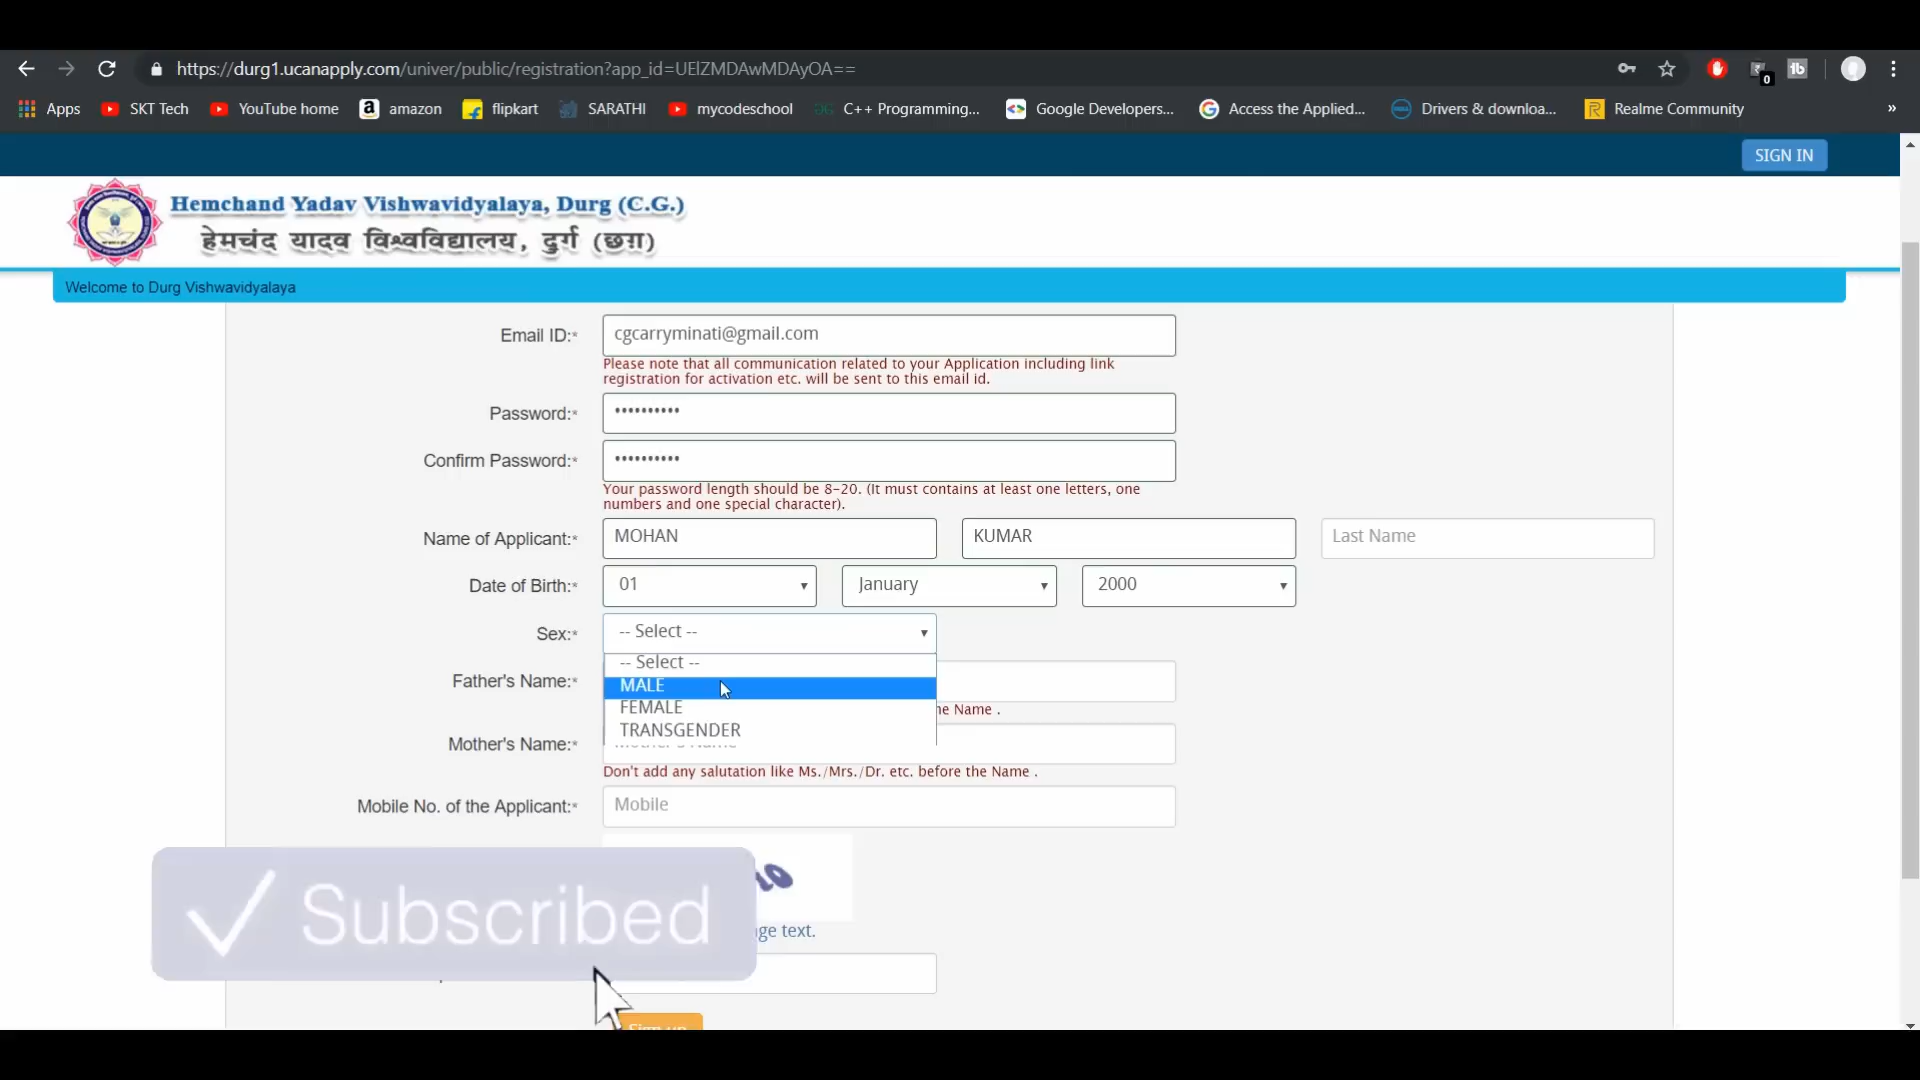 https://durg1.ucanapply.com/univer/public/registration?app_id=UElZMDAwMDAyOA==
0
Apps SKT Tech YouTube home amazon flipkart SARATHI mycodeschool C++ Programming... Google Developers... Access the Applied... Drivers & downloa... Realme Community »
SIGN IN
Hemchand Yadav Vishwavidyalaya, Durg (C.G.)
हेमचंद यादव विश्वविद्यालय, दुर्ग (छग़)
Welcome to Durg Vishwavidyalaya
Email ID:* cgcarryminati@gmail.com
Please note that all communication related to your Application including link
registration for activation etc. will be sent to this email id.
Password:* ••••••••••
Confirm Password:* ••••••••••
Your password length should be 8-20. (It must contains at least one letters, one
numbers and one special character).
Name of Applicant:* MOHAN KUMAR Last Name
Date of Birth:* 01 January 2000
Sex:* -- Select --
-- Select --
Father's Name:* MALE
FEMALE he Name .
TRANSGENDER
Mother's Name:* Mother's Name
Don't add any salutation like Ms./Mrs./Dr. etc. before the Name .
Mobile No. of the Applicant:* Mobile
Subscribed
ge text.
Sign up